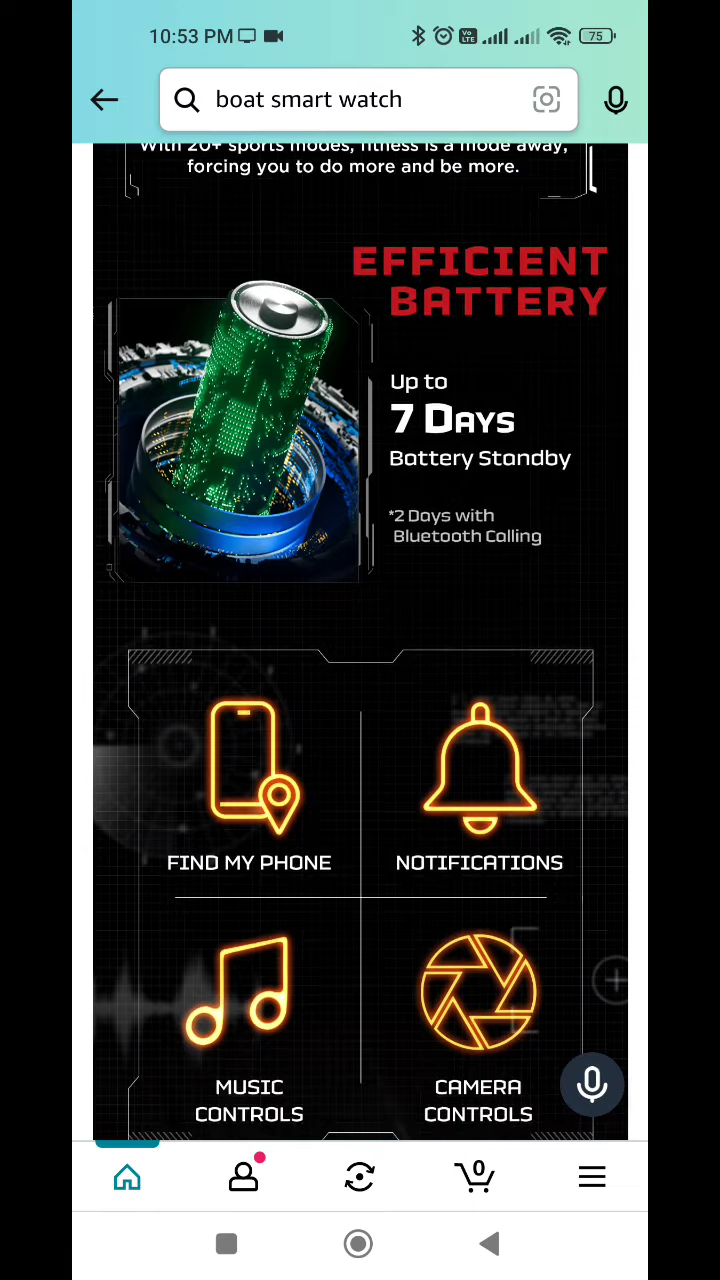 10:53 PM
Vo LTE
75
boat smart watch
With 20+ sports modes, fitness is a mode away,
forcing you to do more and be more.
EFFICIENT
BATTERY
Up to
7 DAYS
Battery Standby
*2 Days with
Bluetooth Calling
FIND MY PHONE
NOTIFICATIONS
MUSIC
CONTROLS
CAMERA
CONTROLS
0